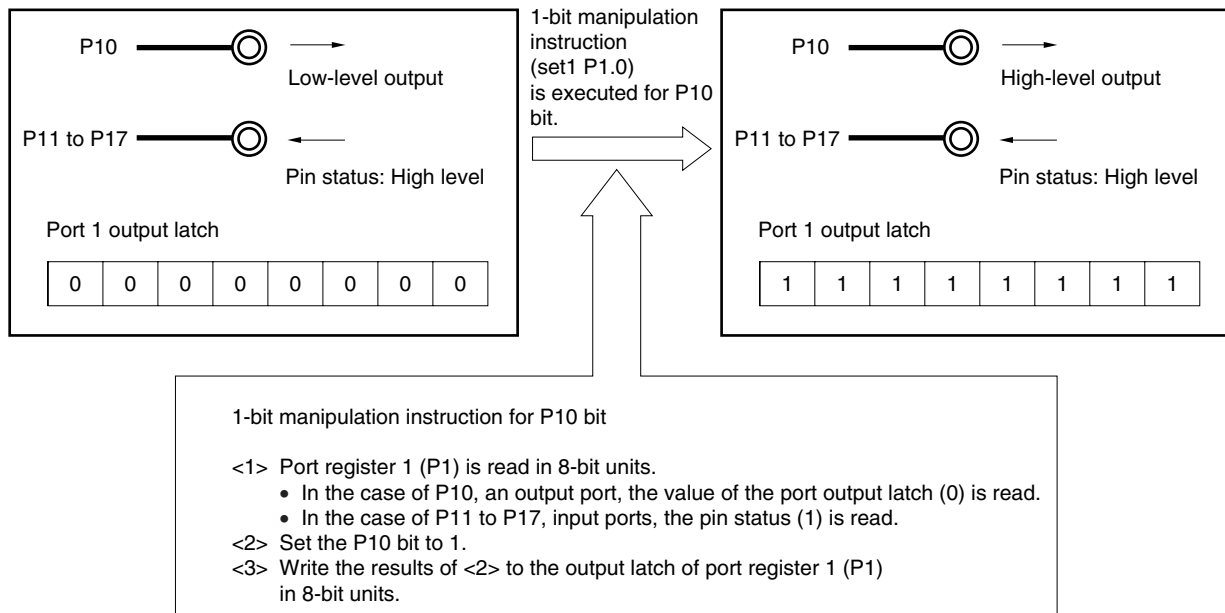 P10
Low-level output
P11 to P17
Pin status: High level
Port 1 output latch
0 0 0 0 0 0 0 0
1-bit manipulation
instruction
(set1 P1.0)
is executed for P10
bit.
P10
High-level output
P11 to P17
Pin status: High level
Port 1 output latch
1 1 1 1 1 1 1 1
1-bit manipulation instruction for P10 bit
<1> Port register 1 (P1) is read in 8-bit units.
• In the case of P10, an output port, the value of the port output latch (0) is read.
• In the case of P11 to P17, input ports, the pin status (1) is read.
<2> Set the P10 bit to 1.
<3> Write the results of <2> to the output latch of port register 1 (P1)
in 8-bit units.